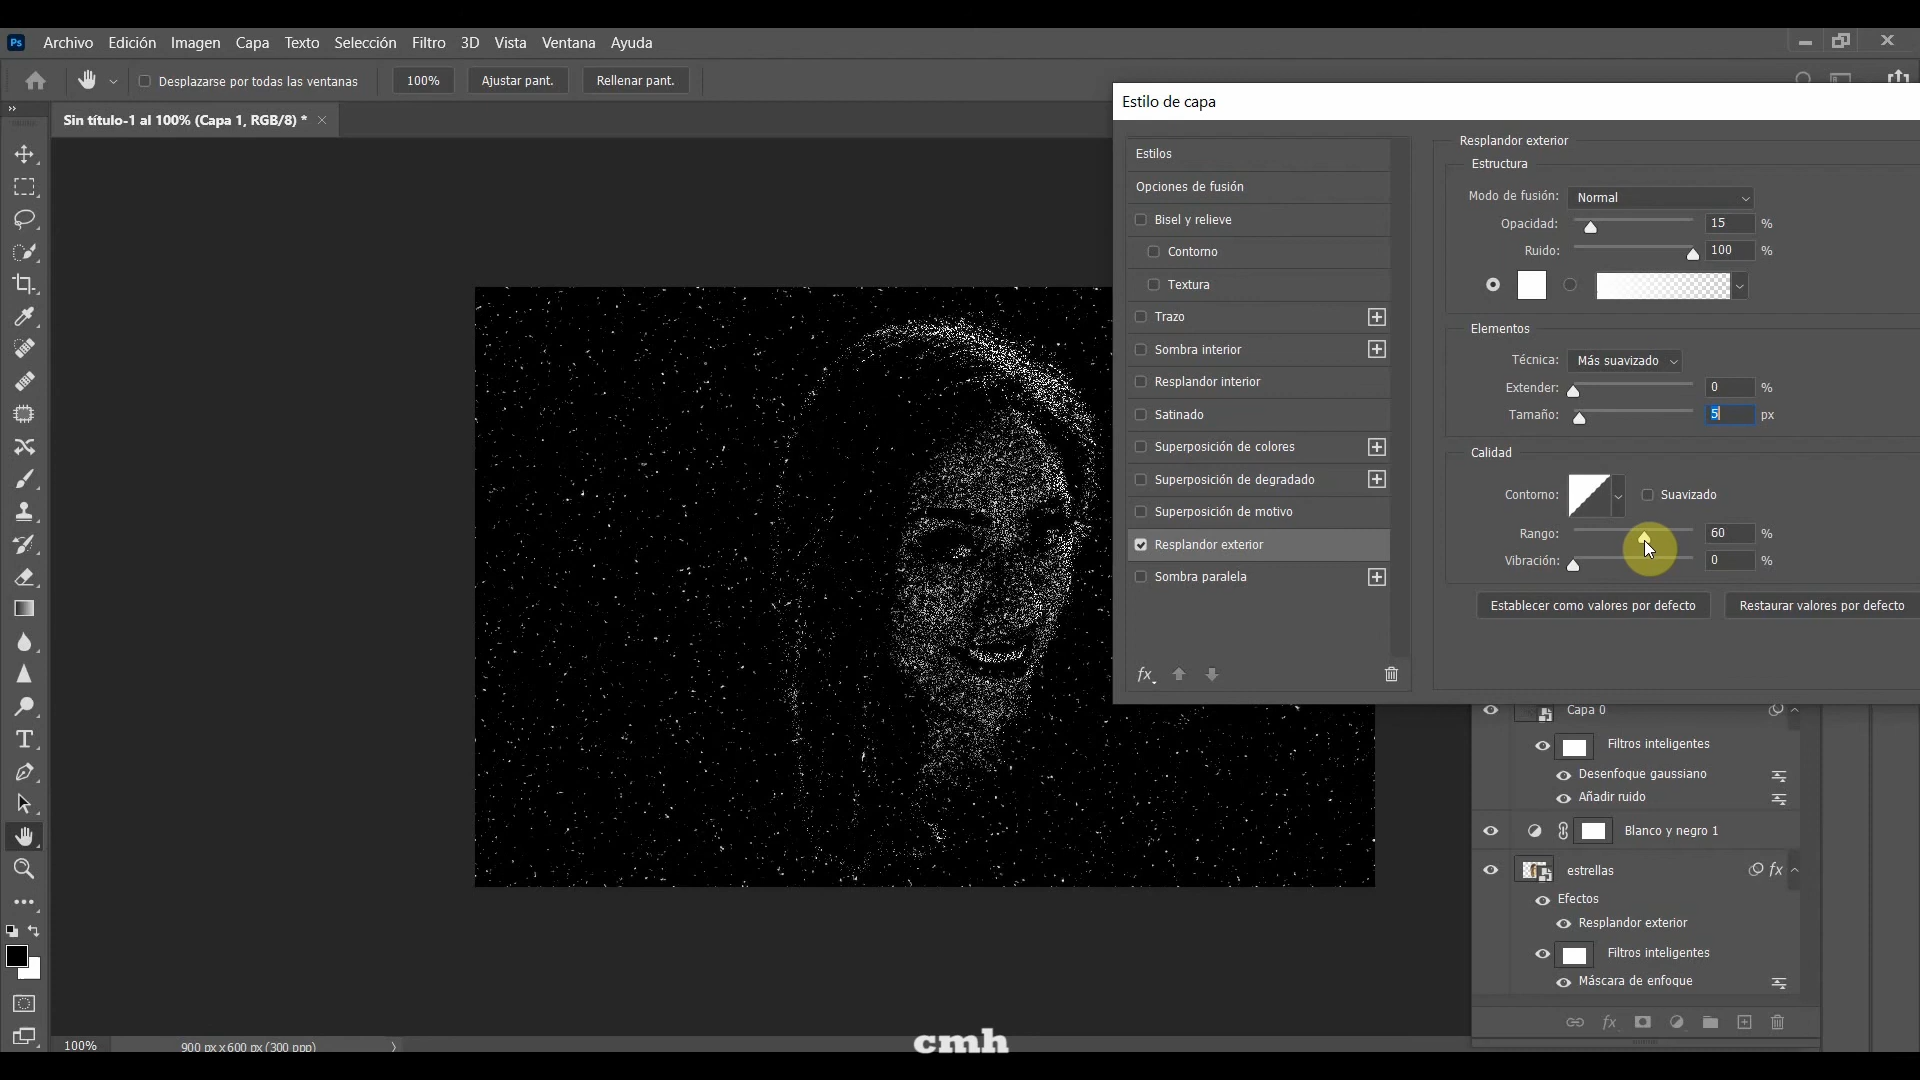 Ps Archivo Edición Imagen Capa Texto Selección Filtro 3D Vista Ventana Ayuda
Desplazarse por todas las ventanas 100% Ajustar pant. Rellenar pant.
Sin título-1 al 100% (Capa 1, RGB/8) * ×
Estilo de capa
Estilos
Opciones de fusión
Bisel y relieve
Contorno
Textura
Trazo
Sombra interior
Resplandor interior
Satinado
Superposición de colores
Superposición de degradado
Superposición de motivo
Resplandor exterior
Sombra paralela
fx
Resplandor exterior
Estructura
Modo de fusión: Normal
Opacidad: 15 %
Ruido: 100 %
Elementos
Técnica: Más suavizado
Extender: 0 %
Tamaño: 5 px
Calidad
Contorno: Suavizado
Rango: 60 %
Vibración: 0 %
Establecer como valores por defecto Restaurar valores por defecto
Capa 0
Filtros inteligentes
Desenfoque gaussiano
Añadir ruido
Blanco y negro 1
estrellas fx
Efectos
Resplandor exterior
Filtros inteligentes
Máscara de enfoque
fx
100% 900 px x 600 px (300 ppp)
cmh